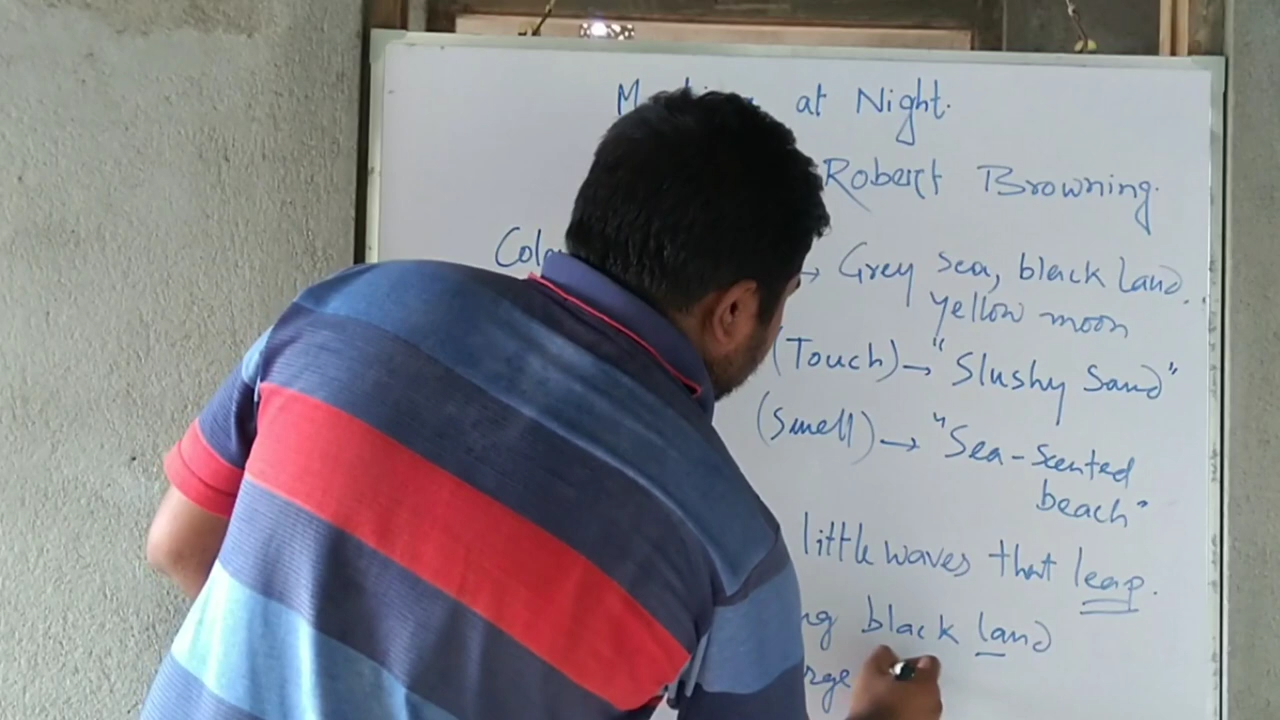 at Night.
Robert Browning.
→ Grey sea, black land,
yellow moon
(Touch) → "Slushy Sand"
(Smell) → "Sea-scented
beach"
little waves that leap.
black land